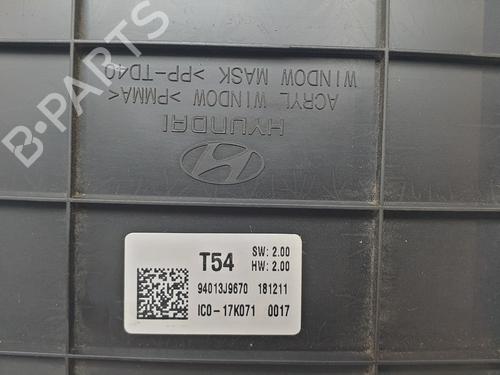 WINDOW MASK >PP-TD40
ACRYL WINDOW >PMMA<
HYUNDAI
T54
SW: 2.00
HW: 2.00
94013J9670 181211
IC0-17K071 0017
B-PARTS